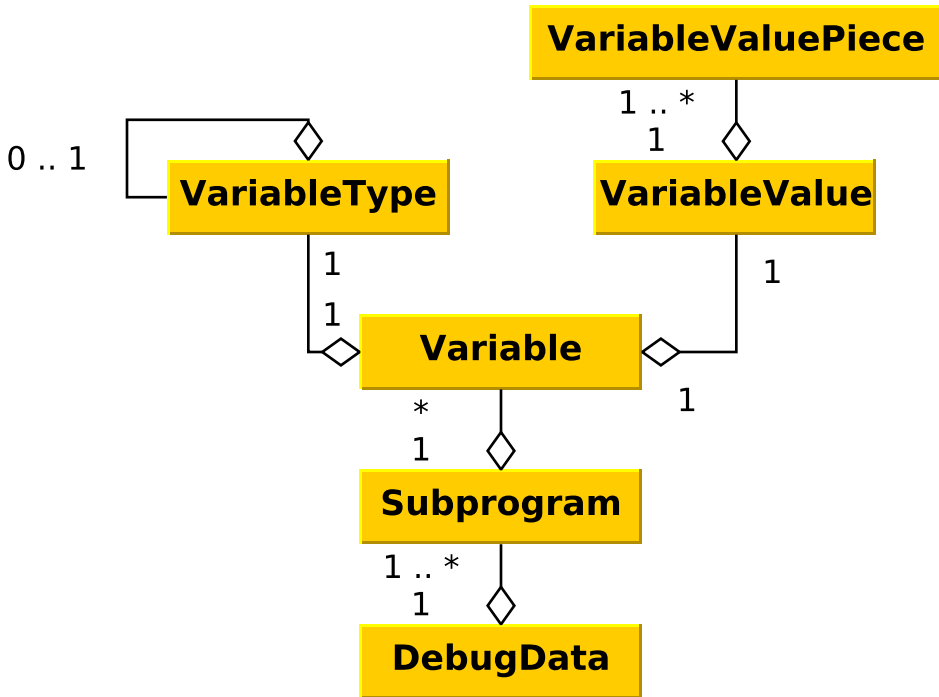 VariableValuePiece
1 .. *
1
0 .. 1
VariableType
VariableValue
1
1
1
Variable
1
*
1
Subprogram
1 .. *
1
DebugData